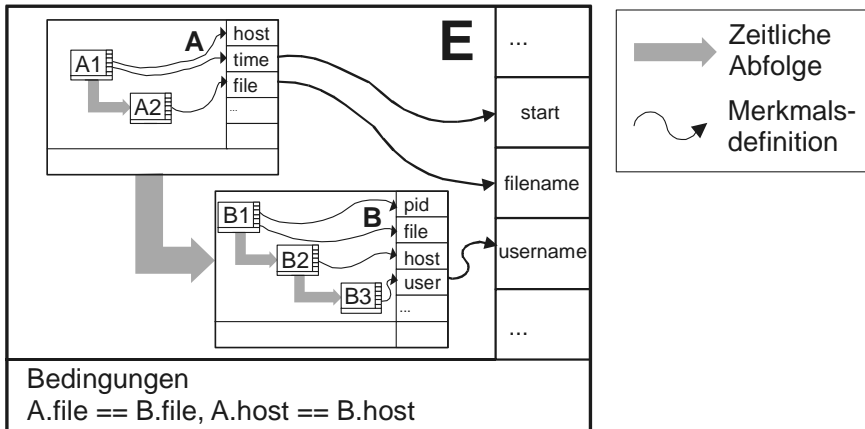 E
A
A1
A2
host
time
file
...
B
B1
B2
B3
pid
file
host
user
...
...
start
filename
username
...
Bedingungen
A.file == B.file, A.host == B.host
Zeitliche
Abfolge
Merkmals-
definition